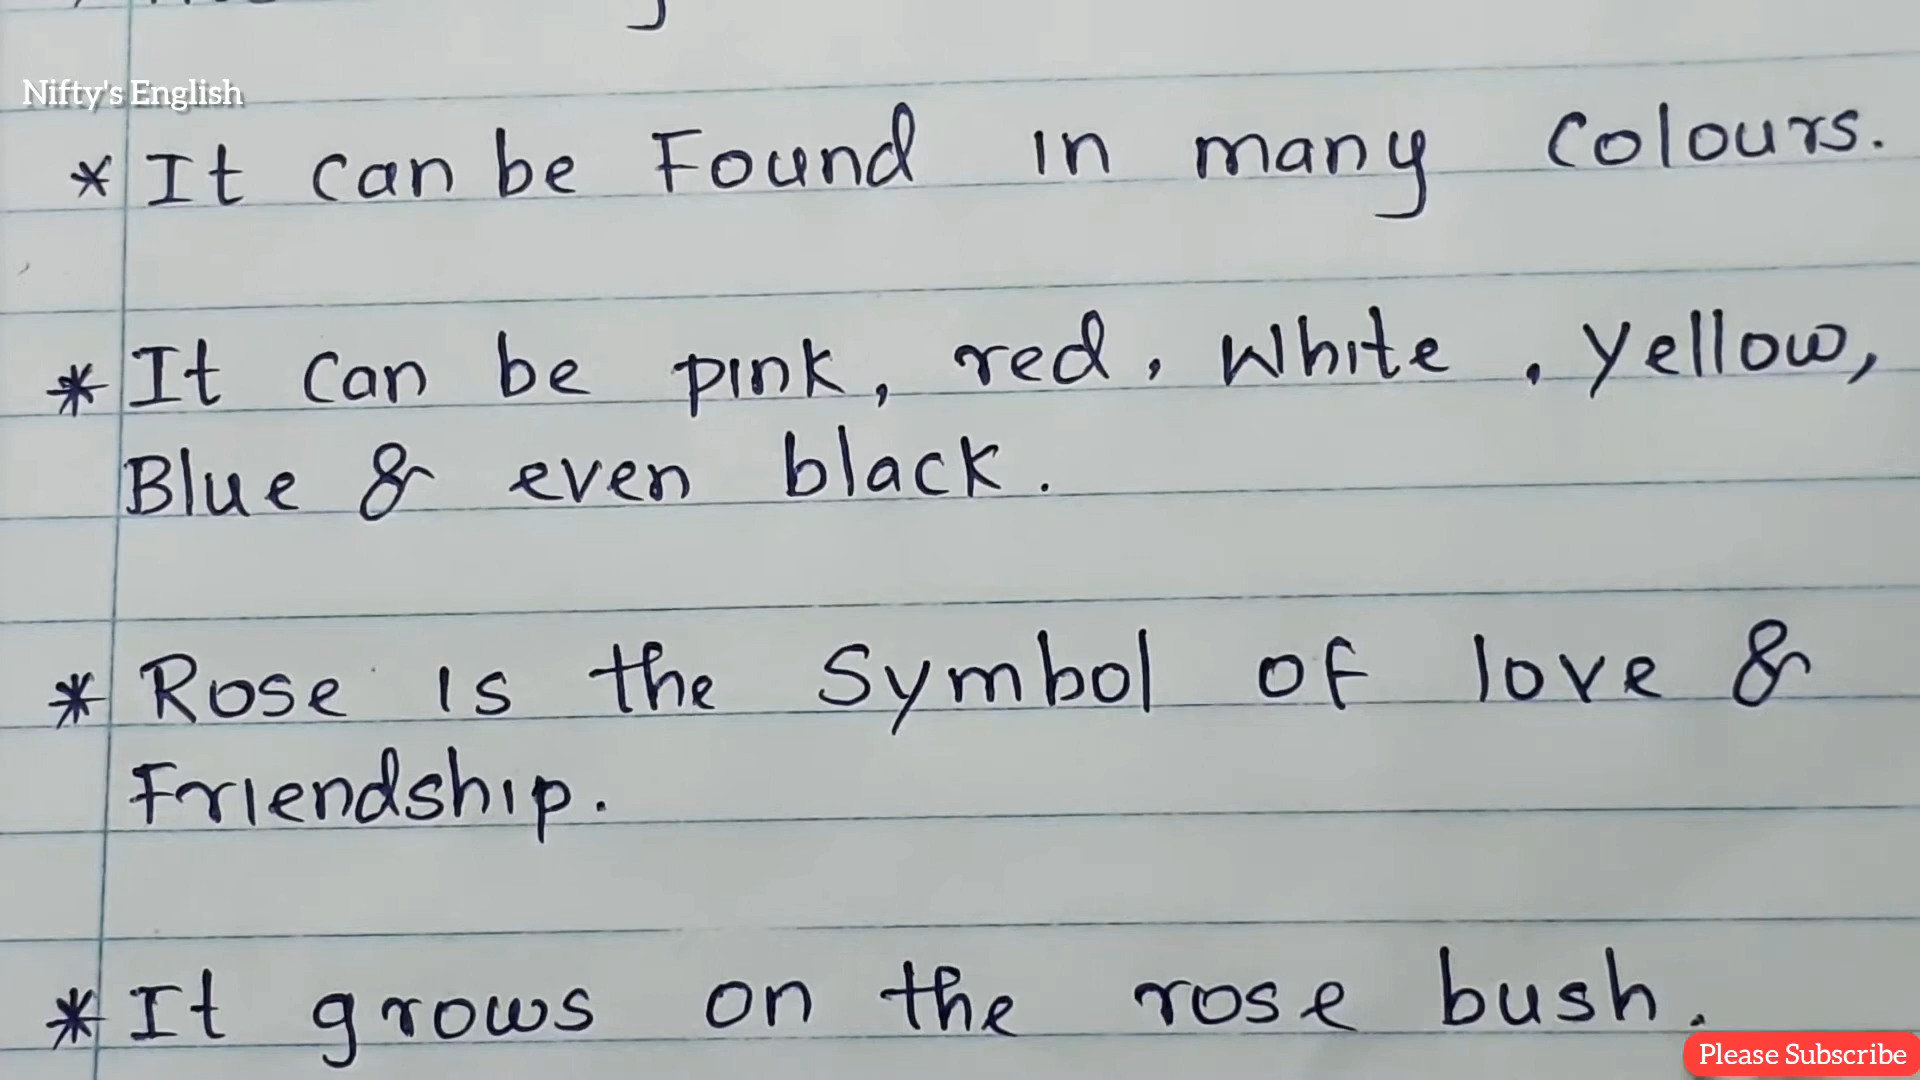 Nifty's English
* It can be Found in many Colours.
* It can be pink, red, White, Yellow,
Blue & even black.
* Rose is the Symbol of love &
Friendship.
* It grows on the rose bush.
Please Subscribe